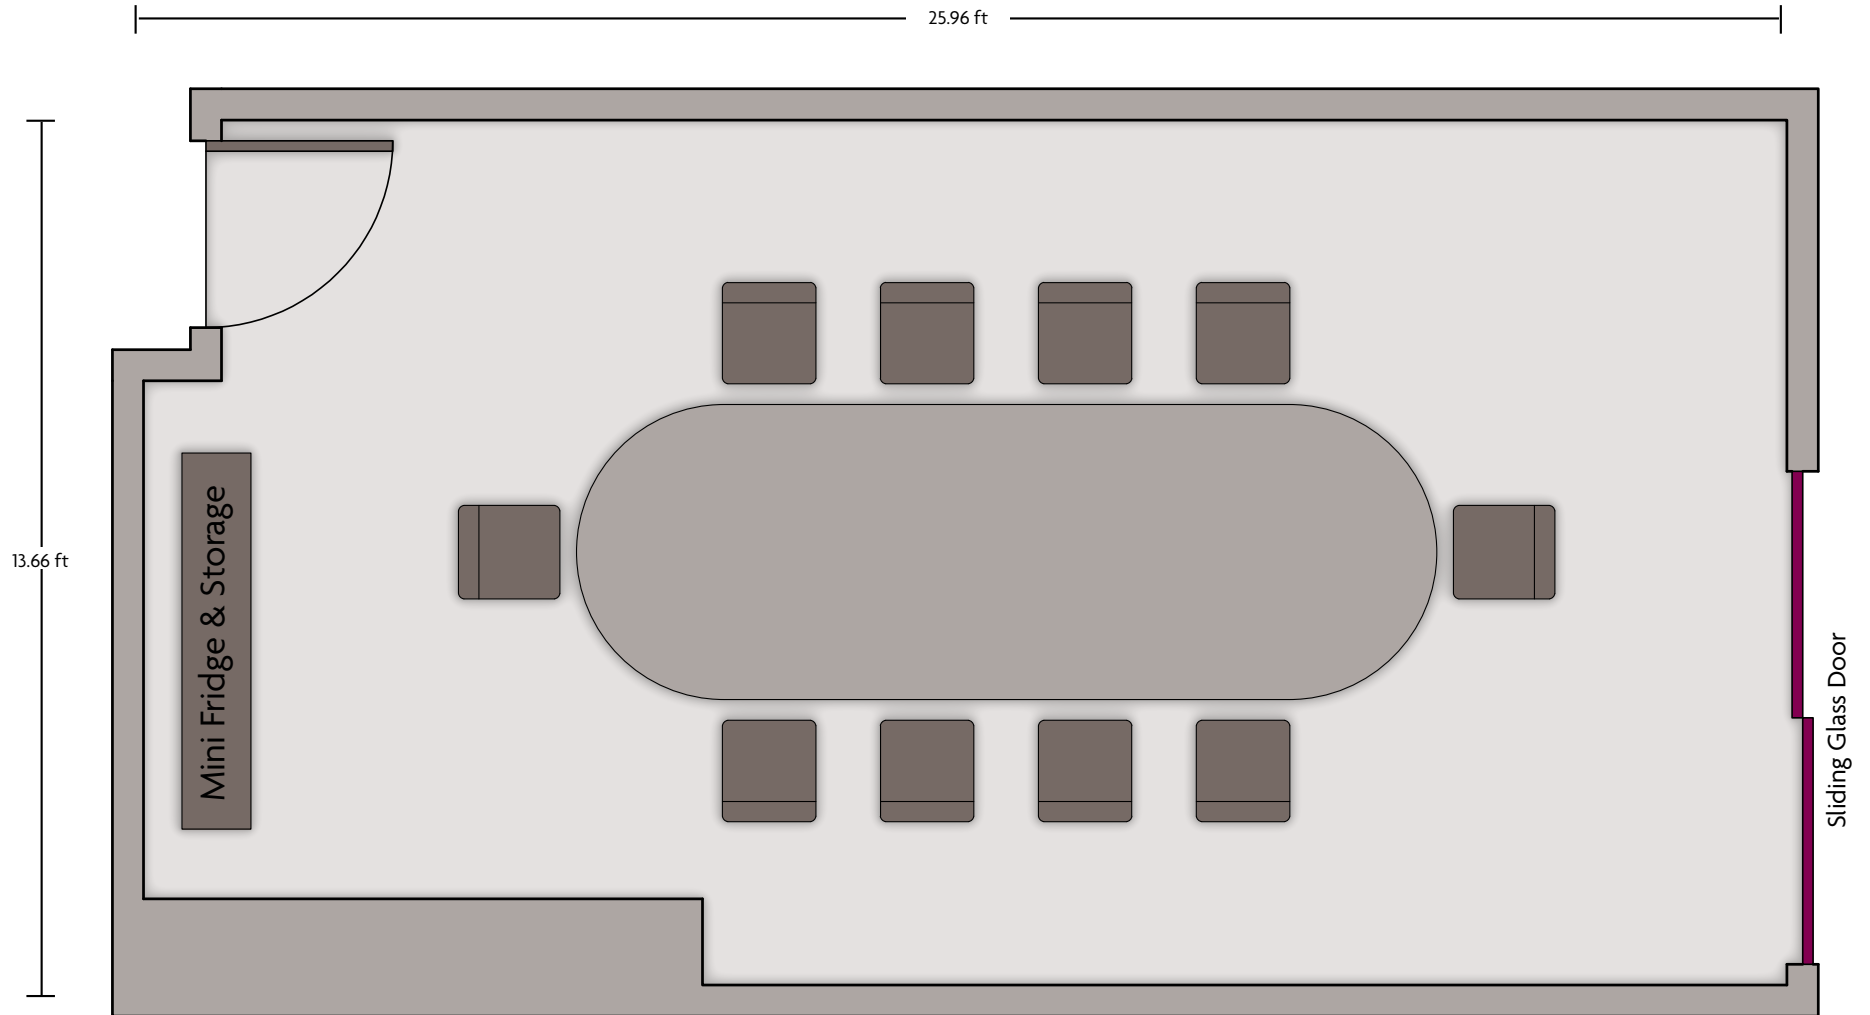 25.96 ft
13.66 ft
Mini Fridge & Storage
Sliding Glass Door